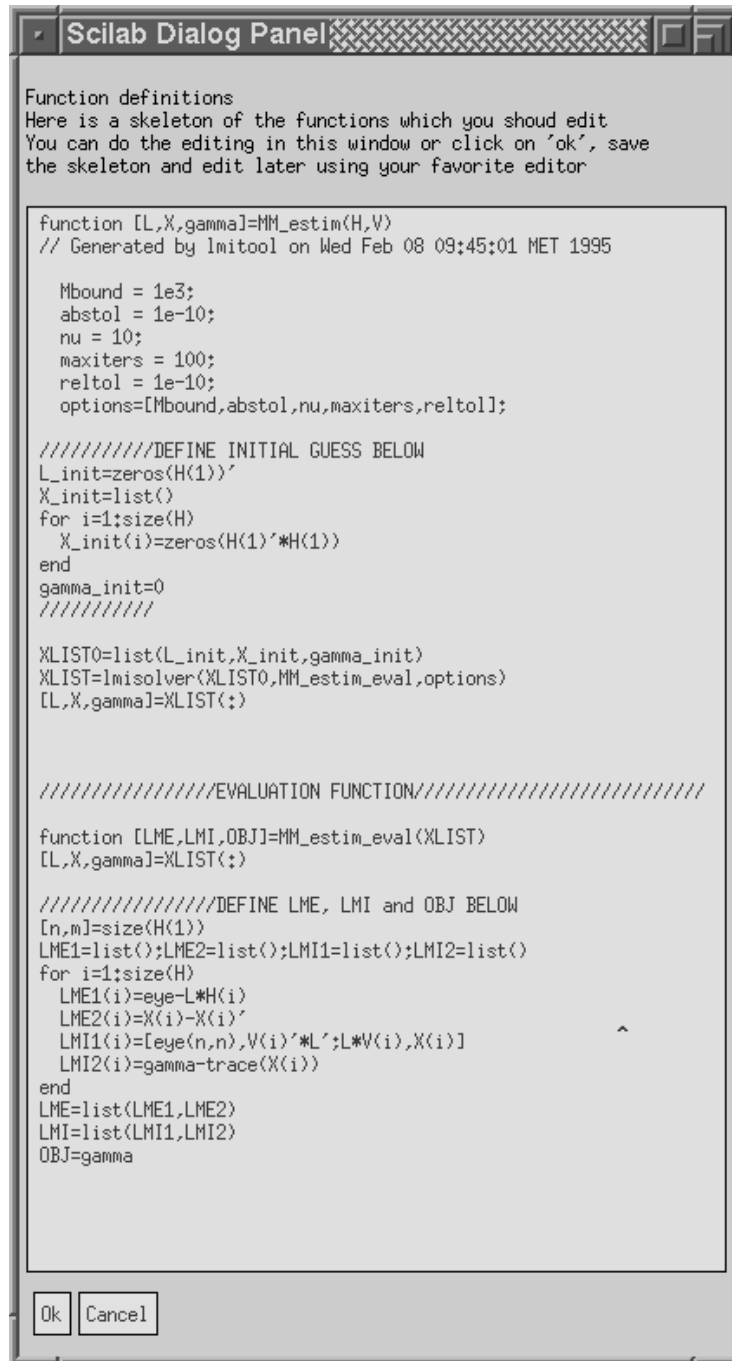 Scilab Dialog Panel
Function definitions
Here is a skeleton of the functions which you shoud edit
You can do the editing in this window or click on 'ok', save
the skeleton and edit later using your favorite editor
function [L,X,gamma]=MM_estim(H,V)
// Generated by lmitool on Wed Feb 08 09:45:01 MET 1995
Mbound = 1e3;
abstol = 1e-10;
nu = 10;
maxiters = 100;
reltol = 1e-10;
options=[Mbound,abstol,nu,maxiters,reltol];
///////////DEFINE INITIAL GUESS BELOW
L_init=zeros(H(1))'
X_init=list()
for i=1:size(H)
X_init(i)=zeros(H(1)'*H(1))
end
gamma_init=0
///////////
XLIST0=list(L_init,X_init,gamma_init)
XLIST=lmisolver(XLIST0,MM_estim_eval,options)
[L,X,gamma]=XLIST(:)
/////////////////EVALUATION FUNCTION////////////////////////////
function [LME,LMI,OBJ]=MM_estim_eval(XLIST)
[L,X,gamma]=XLIST(:)
/////////////////DEFINE LME, LMI and OBJ BELOW
[n,m]=size(H(1))
LME1=list();LME2=list();LMI1=list();LMI2=list()
for i=1:size(H)
LME1(i)=eye-L*H(i)
LME2(i)=X(i)-X(i)'
LMI1(i)=[eye(n,n),V(i)'*L';L*V(i),X(i)]
LMI2(i)=gamma-trace(X(i))
end
LME=list(LME1,LME2)
LMI=list(LMI1,LMI2)
OBJ=gamma
Ok Cancel